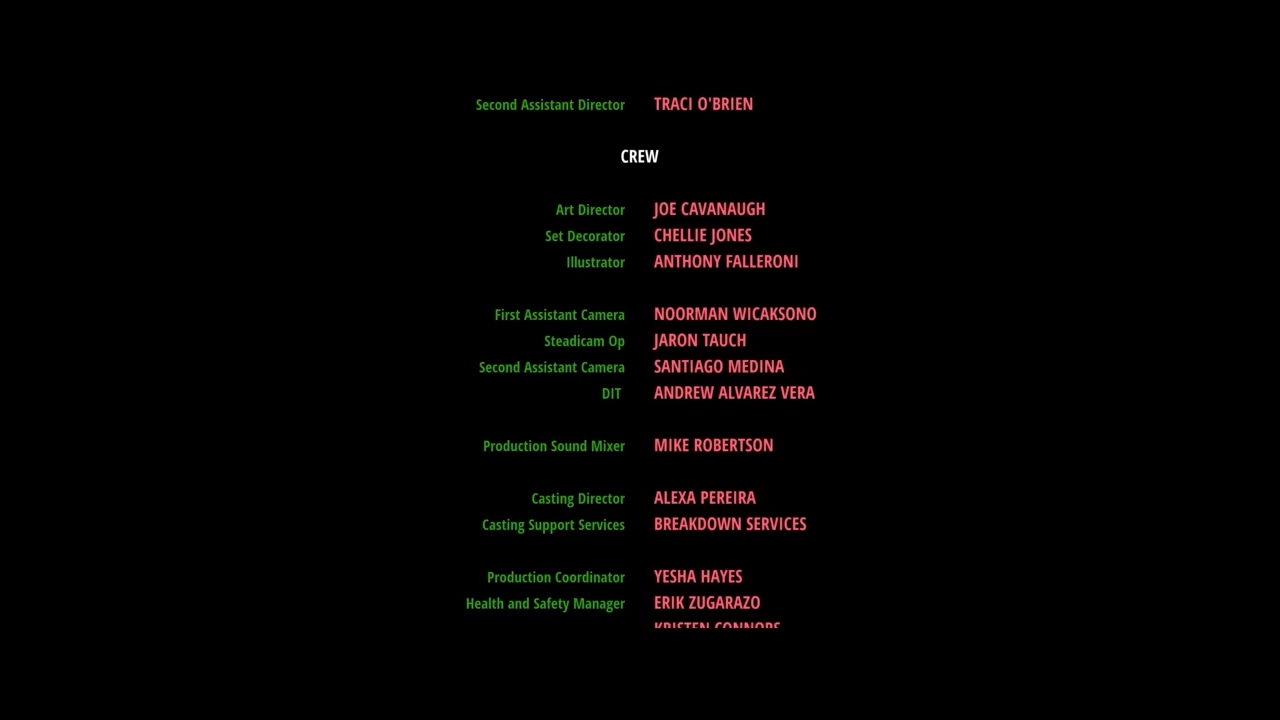 Second Assistant Director TRACI O'BRIEN
CREW
Art Director JOE CAVANAUGH
Set Decorator CHELLIE JONES
Illustrator ANTHONY FALLERONI
First Assistant Camera NOORMAN WICAKSONO
Steadicam Op JARON TAUCH
Second Assistant Camera SANTIAGO MEDINA
DIT ANDREW ALVAREZ VERA
Production Sound Mixer MIKE ROBERTSON
Casting Director ALEXA PEREIRA
Casting Support Services BREAKDOWN SERVICES
Production Coordinator YESHA HAYES
Health and Safety Manager ERIK ZUGARAZO
KRISTEN CONNORS